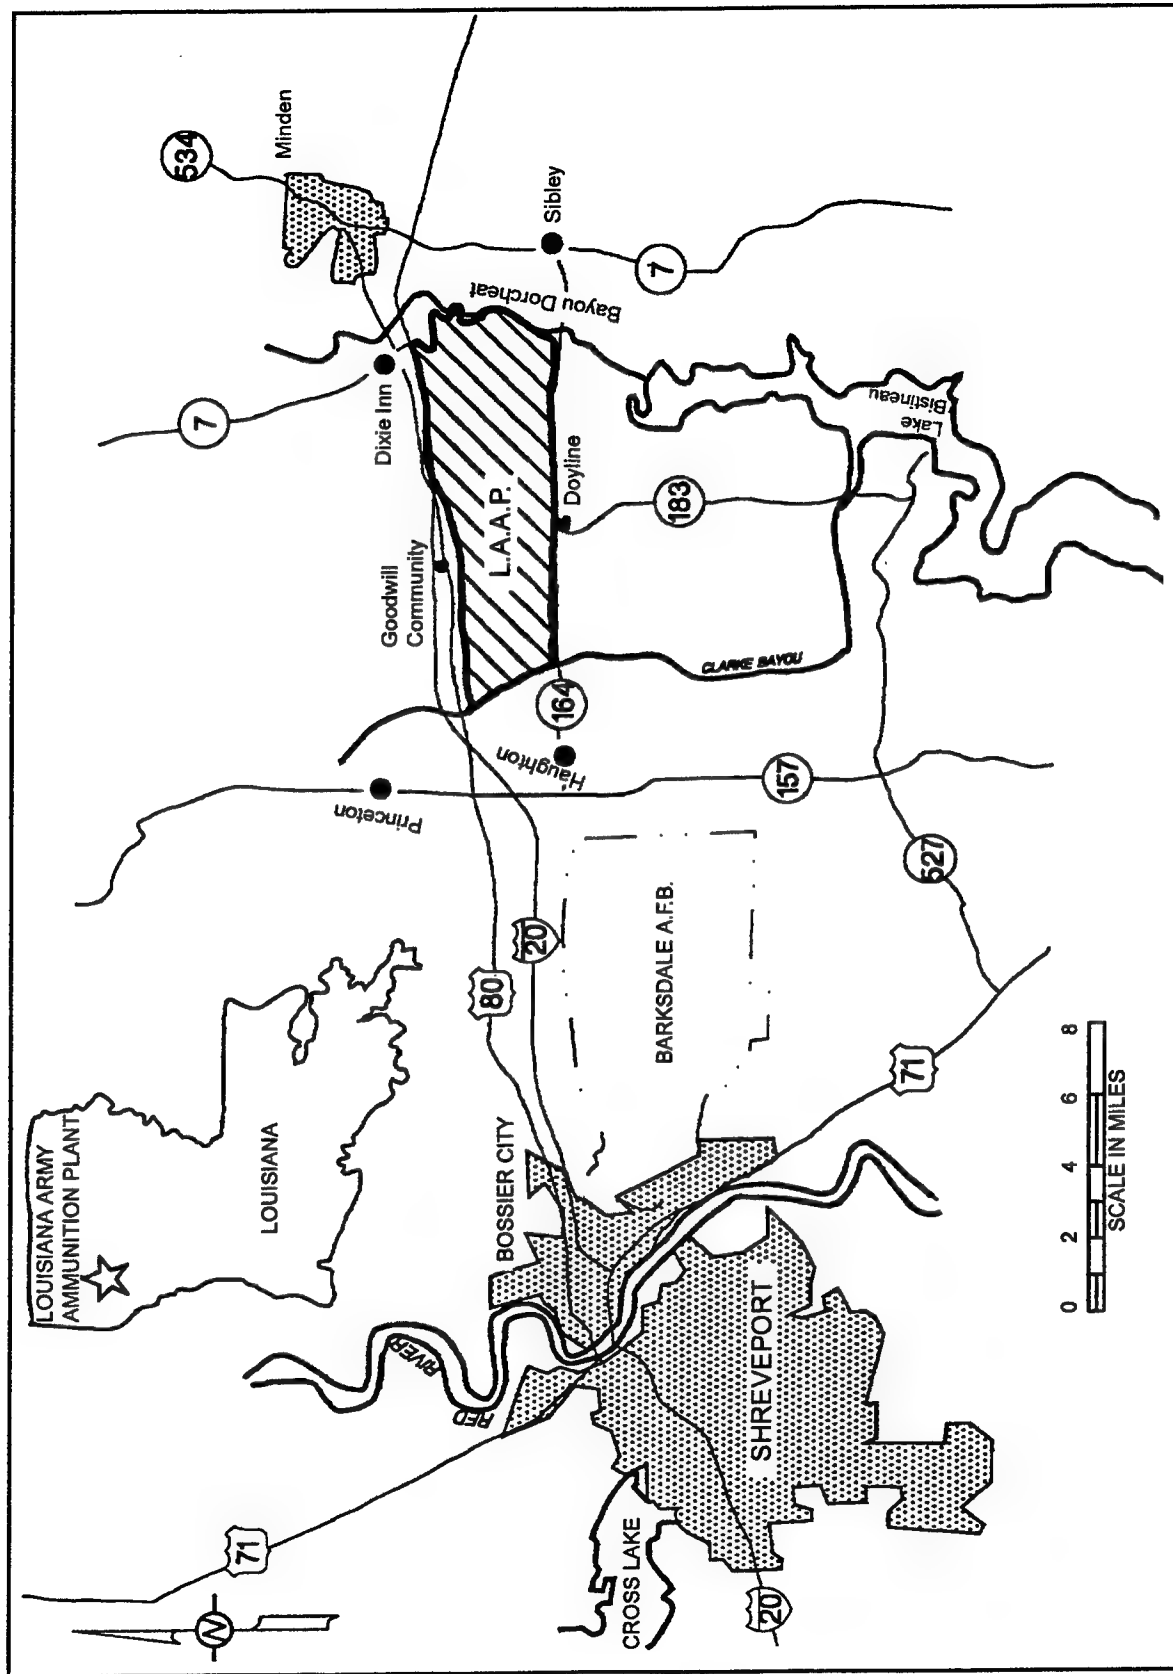 LOUISIANA ARMY
AMMUNITION PLANT
LOUISIANA
534
Minden
7
Dixie Inn
Sibley
7
Bayou Dorcheat
Goodwill
Community
L.A.A.P.
Doyline
183
Lake
Bistineau
CLARKE BAYOU
164
Haughton
Princeton
157
527
20
80
BARKSDALE A.F.B.
71
BOSSIER CITY
RED
RIVER
SHREVEPORT
CROSS LAKE
71
20
N
0 2 4 6 8
SCALE IN MILES